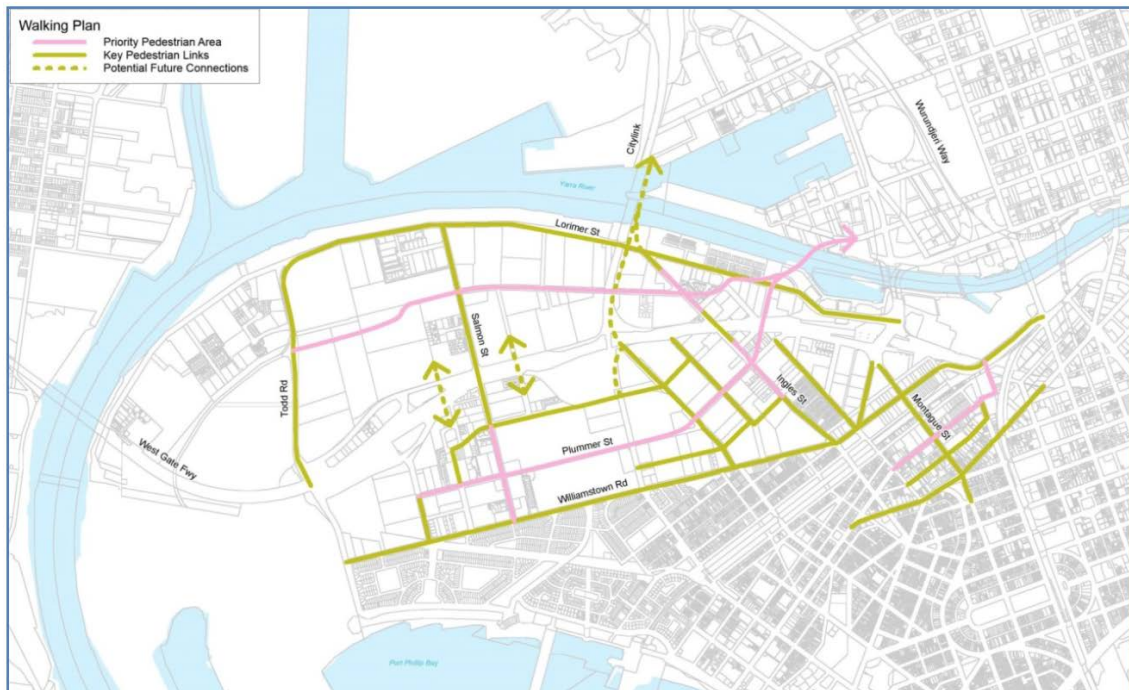 Walking Plan
Priority Pedestrian Area
Key Pedestrian Links
Potential Future Connections
Citylink
Wurundjeri Way
Yarra River
Lorimer St
Salmon St
Todd Rd
Ingles St
Montague St
West Gate Fwy
Plummer St
Williamstown Rd
Port Phillip Bay